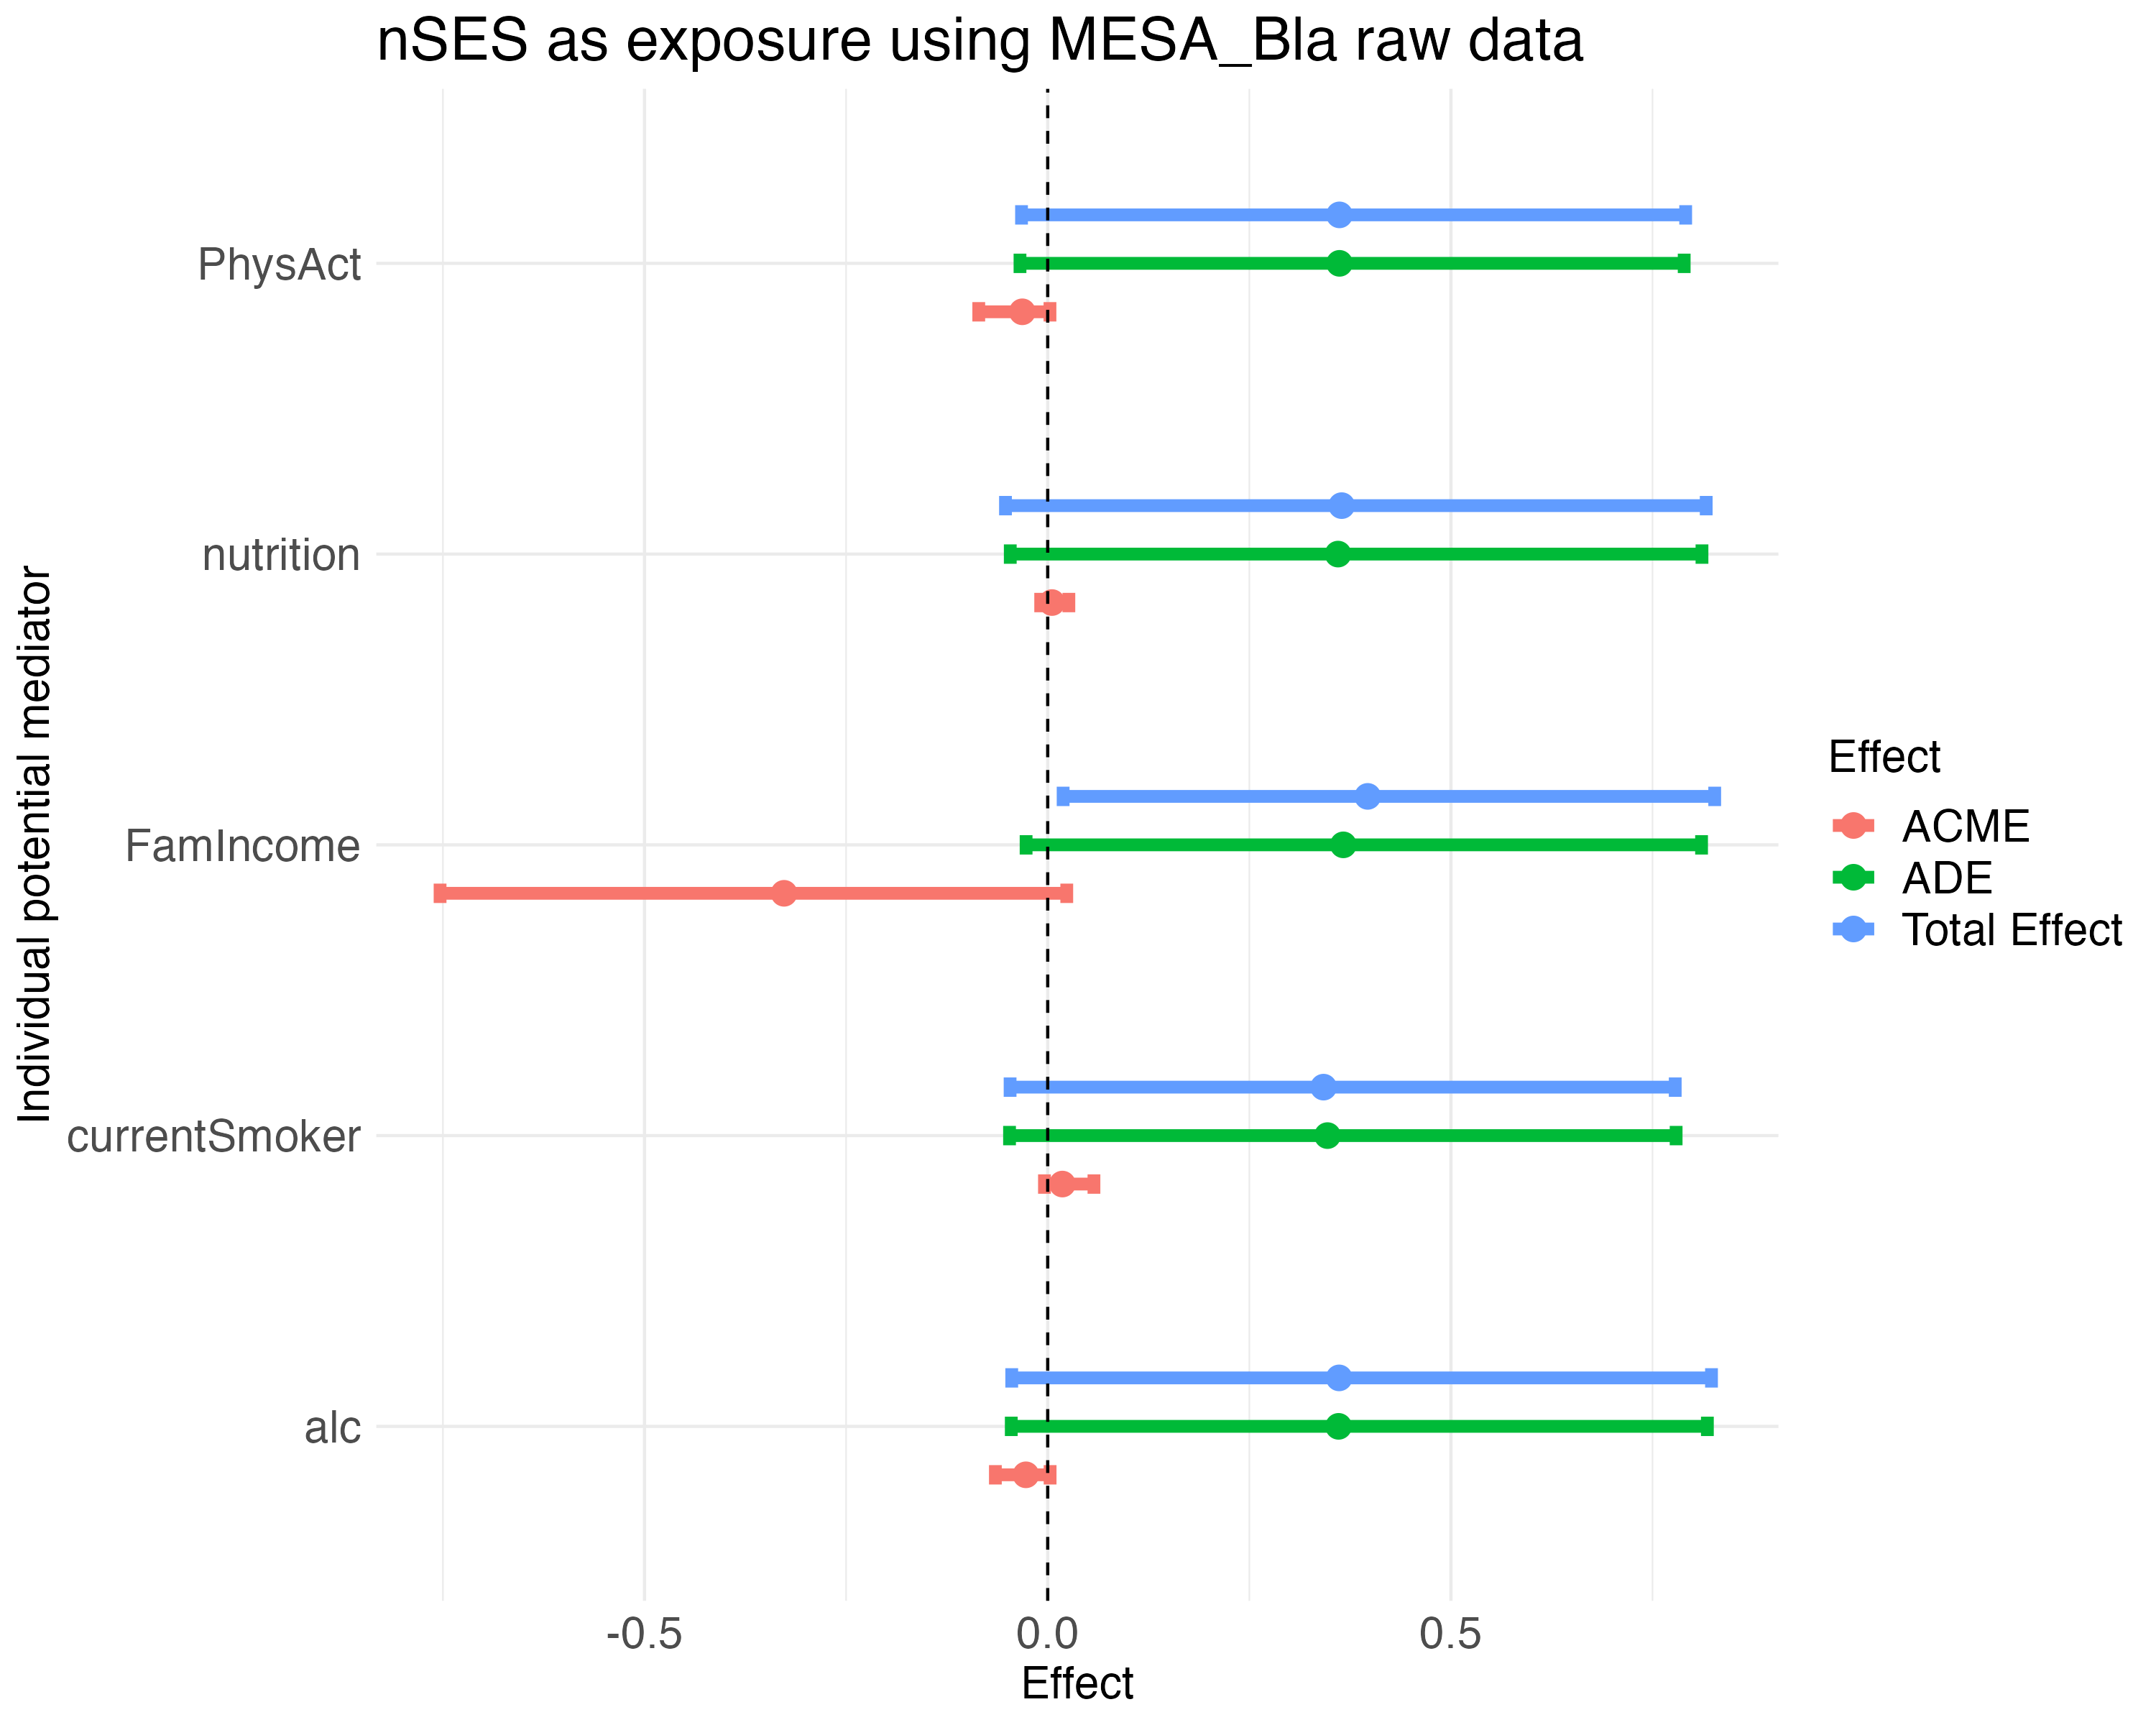 nSES as exposure using MESA_Bla raw data
Individual potential mediator
PhysAct
nutrition
FamIncome
currentSmoker
alc
-0.5
0.0
0.5
Effect
Effect
ACME
ADE
Total Effect